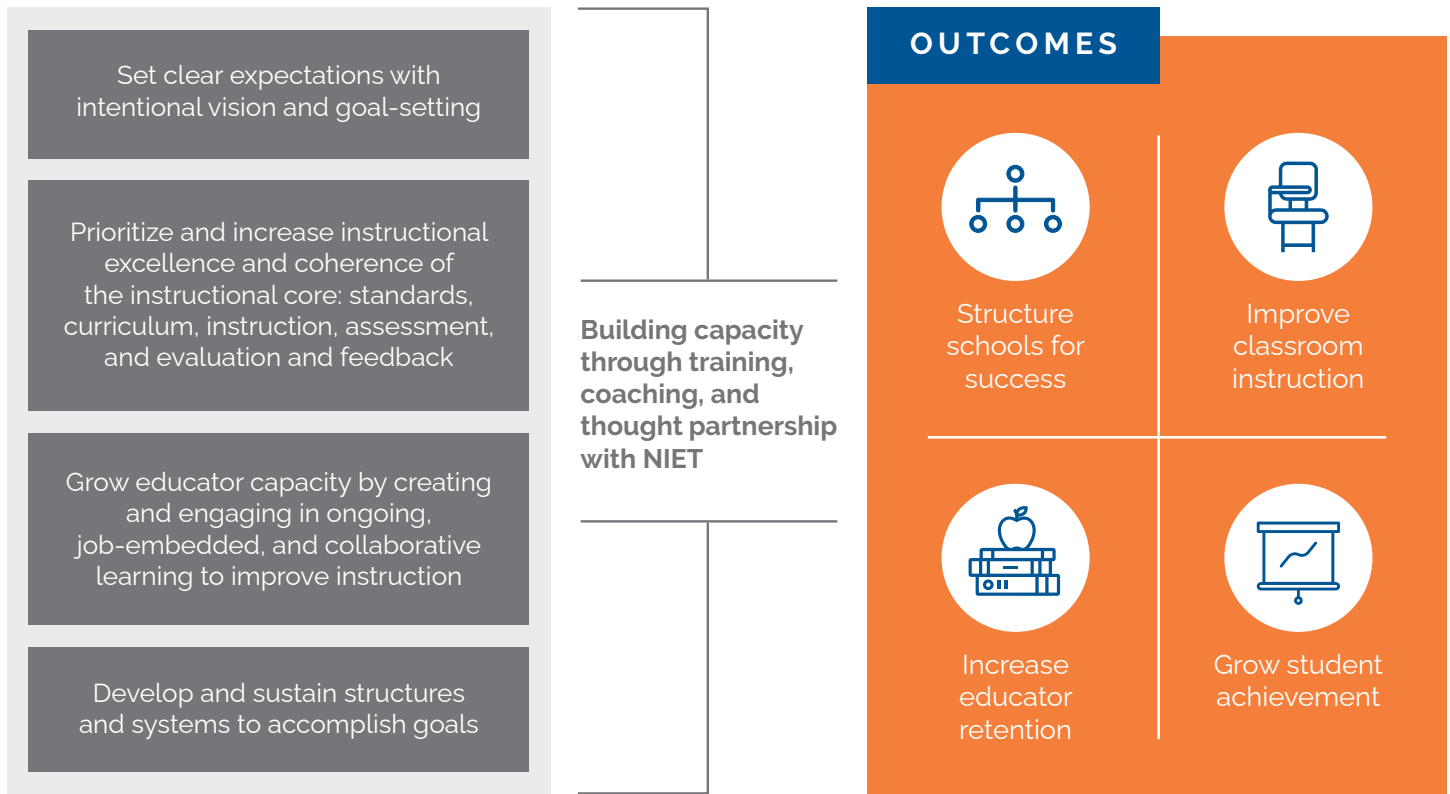 Set clear expectations with
intentional vision and goal-setting
Prioritize and increase instructional
excellence and coherence of
the instructional core: standards,
curriculum, instruction, assessment,
and evaluation and feedback
Grow educator capacity by creating
and engaging in ongoing,
job-embedded, and collaborative
learning to improve instruction
Develop and sustain structures
and systems to accomplish goals
Building capacity
through training,
coaching, and
thought partnership
with NIET
OUTCOMES
Structure
schools for
success
Improve
classroom
instruction
Increase
educator
retention
Grow student
achievement